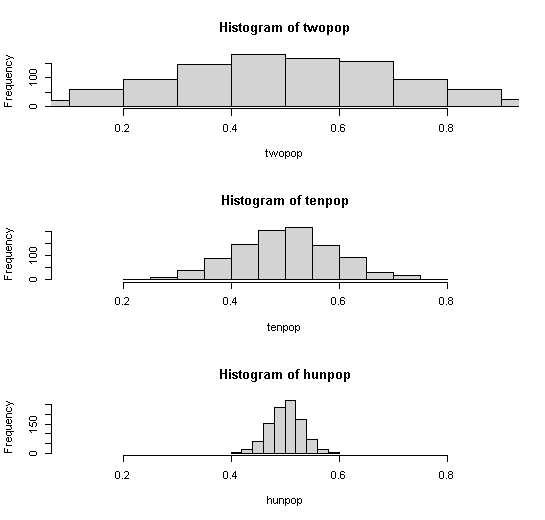 Histogram of twopop
Frequency
0 100
0.2 0.4 0.6 0.8
twopop
Histogram of tenpop
Frequency
0 100
0.2 0.4 0.6 0.8
tenpop
Histogram of hunpop
Frequency
0 150
0.2 0.4 0.6 0.8
hunpop